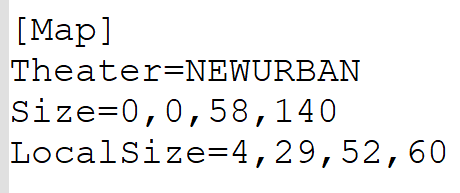 [Map]
Theater=NEWURBAN
Size=0,0,58,140
LocalSize=4,29,52,60